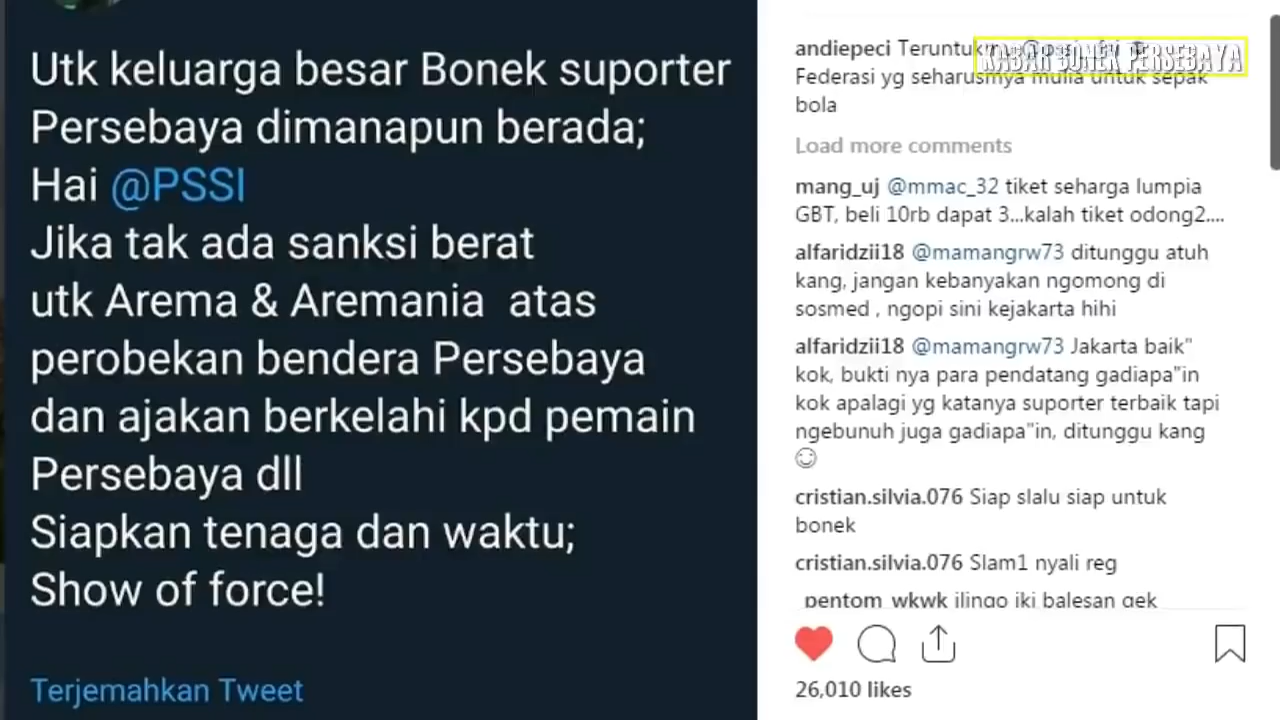 Utk keluarga besar Bonek suporter
Persebaya dimanapun berada;
Hai @PSSI
Jika tak ada sanksi berat
utk Arema & Aremania atas
perobekan bendera Persebaya
dan ajakan berkelahi kpd pemain
Persebaya dll
Siapkan tenaga dan waktu;
Show of force!
Terjemahkan Tweet
KABAR BONEK PERSEBAYA
andiepeci Teruntuk
Federasi yg seharusmya mulia untuk sepak
bola
Load more comments
mang_uj @mmac_32 tiket seharga lumpia
GBT, beli 10rb dapat 3...kalah tiket odong2....
alfaridzii18 @mamangrw73 ditunggu atuh
kang, jangan kebanyakan ngomong di
sosmed , ngopi sini kejakarta hihi
alfaridzii18 @mamangrw73 Jakarta baik"
kok, bukti nya para pendatang gadiapa"in
kok apalagi yg katanya suporter terbaik tapi
ngebunuh juga gadiapa"in, ditunggu kang
cristian.silvia.076 Siap slalu siap untuk
bonek
cristian.silvia.076 Slam1 nyali reg
_pentom_wkwk ilingo iki balesan gek
26,010 likes